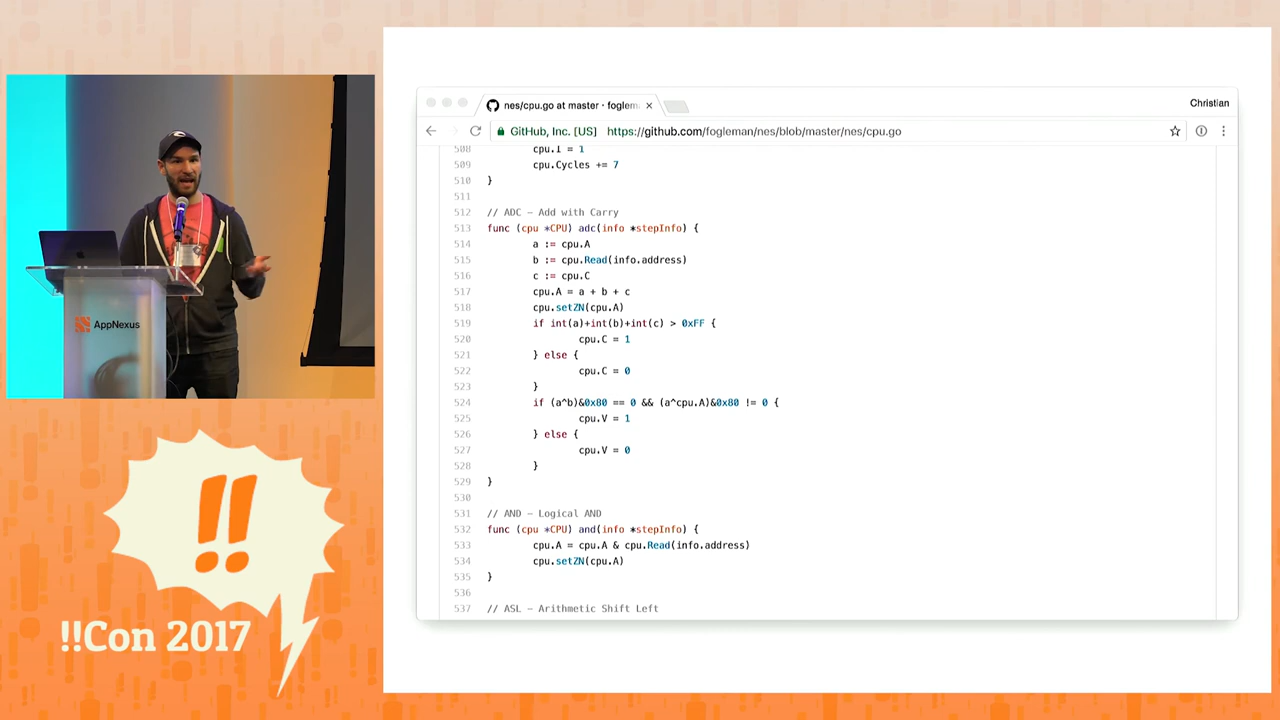 nes/cpu.go at master · foglem
Christian
GitHub, Inc. [US] https://github.com/fogleman/nes/blob/master/nes/cpu.go
508 cpu.I = 1
509 cpu.Cycles += 7
510 }
511
512 // ADC - Add with Carry
513 func (cpu *CPU) adc(info *stepInfo) {
514 a := cpu.A
515 b := cpu.Read(info.address)
516 c := cpu.C
517 cpu.A = a + b + c
518 cpu.setZN(cpu.A)
519 if int(a)+int(b)+int(c) > 0xFF {
520 cpu.C = 1
521 } else {
522 cpu.C = 0
523 }
524 if (a^b)&0x80 == 0 && (a^cpu.A)&0x80 != 0 {
525 cpu.V = 1
526 } else {
527 cpu.V = 0
528 }
529 }
530
531 // AND - Logical AND
532 func (cpu *CPU) and(info *stepInfo) {
533 cpu.A = cpu.A & cpu.Read(info.address)
534 cpu.setZN(cpu.A)
535 }
536
537 // ASL - Arithmetic Shift Left
AppNexus
!!
!!Con 2017